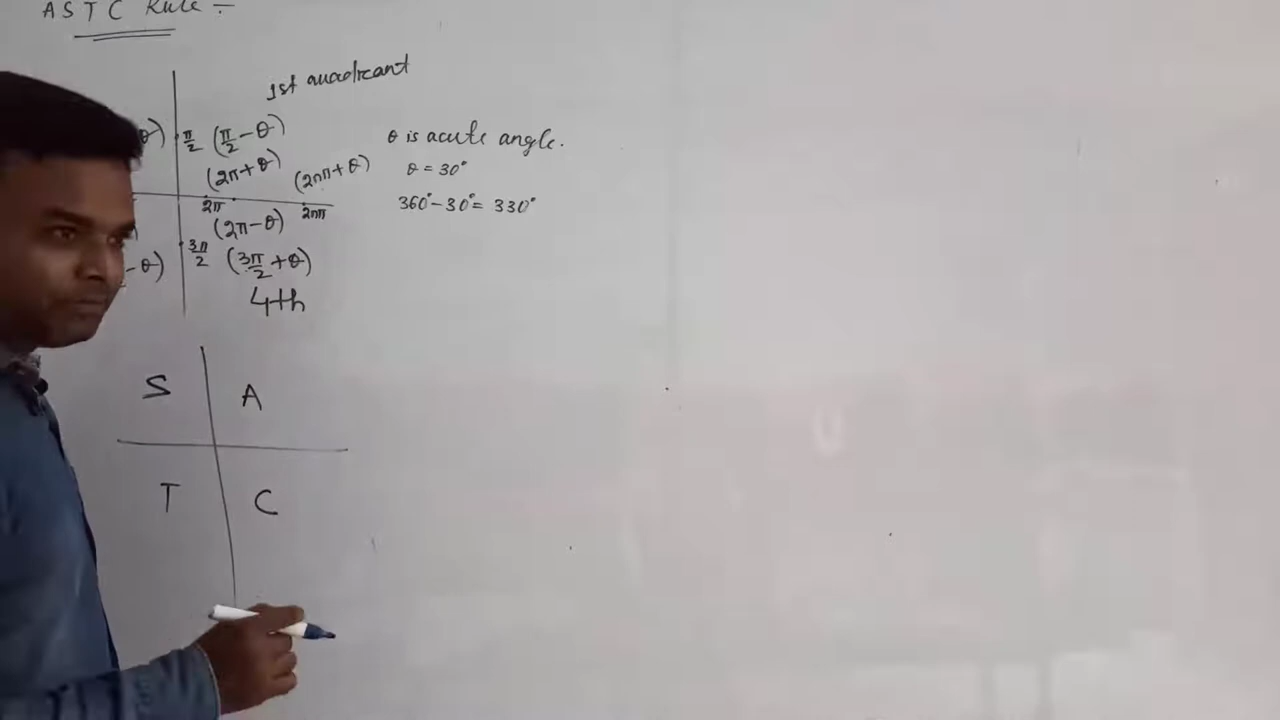 A S T C Rule :-
1st quadrant
θ) π/2 (π/2 - θ)
θ is acute angle.
(2π + θ) (2nπ + θ)
θ = 30°
2π 2nπ
360° - 30° = 330°
(2π - θ)
- θ) 3π/2 (3π/2 + θ)
4th
S A
T C